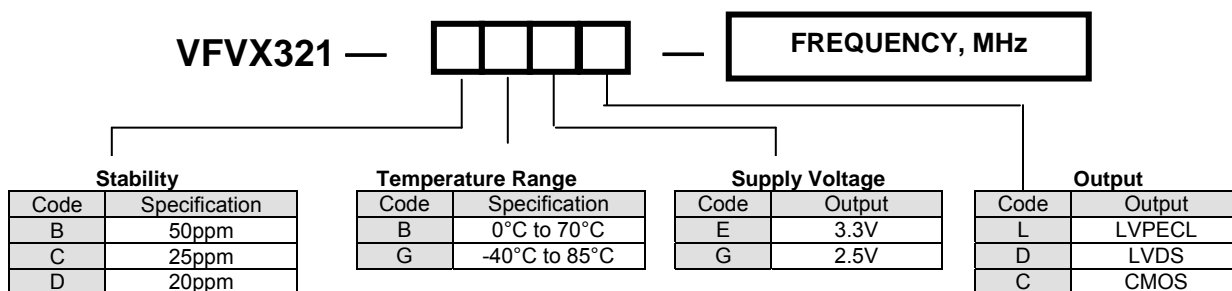 VFVX321 — — FREQUENCY, MHz
Stability
Code Specification
B 50ppm
C 25ppm
D 20ppm
Temperature Range
Code Specification
B 0°C to 70°C
G -40°C to 85°C
Supply Voltage
Code Output
E 3.3V
G 2.5V
Output
Code Output
L LVPECL
D LVDS
C CMOS